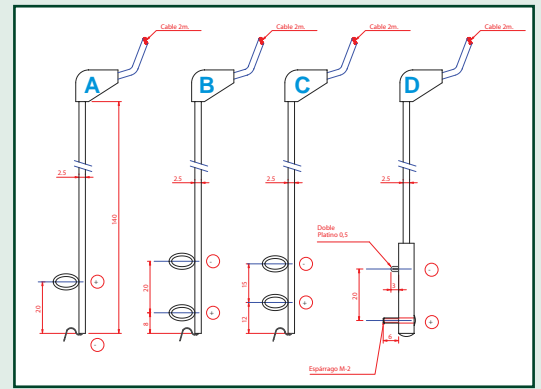 Cable 2m.
Cable 2m.
Cable 2m.
Cable 2m.
A
B
C
D
2.5
2.5
2.5
2.5
140
20
+
-
20
8
-
+
15
12
-
+
Doble
Platino 0,5
3
20
6
-
+
Espárrago M-2